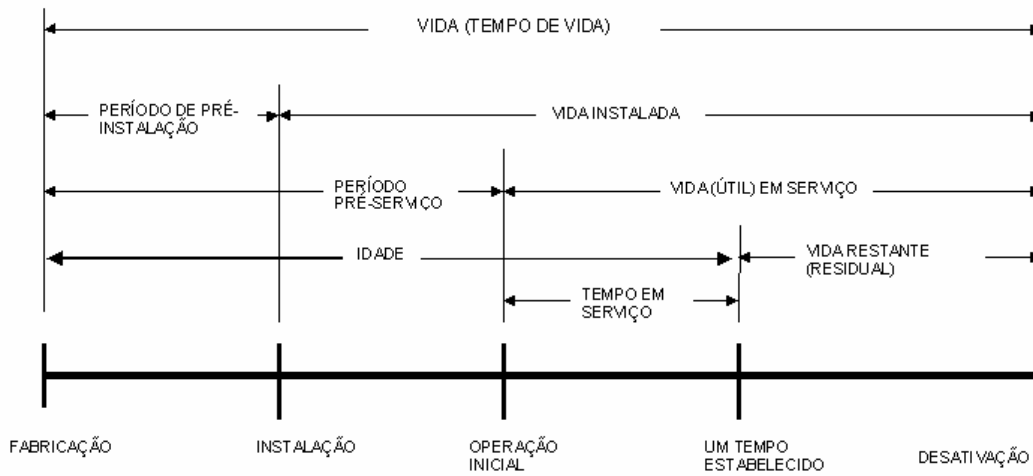 VIDA (TEMPO DE VIDA)
PERÍODO DE PRÉ-
INSTALAÇÃO
VIDA INSTALADA
PERÍODO
PRÉ-SERVIÇO
VIDA (ÚTIL) EM SERVIÇO
IDADE
VIDA RESTANTE
(RESIDUAL)
TEMPO EM
SERVIÇO
FABRICAÇÃO
INSTALAÇÃO
OPERAÇÃO
INICIAL
UM TEMPO
ESTABELECIDO
DESATIVAÇÃO